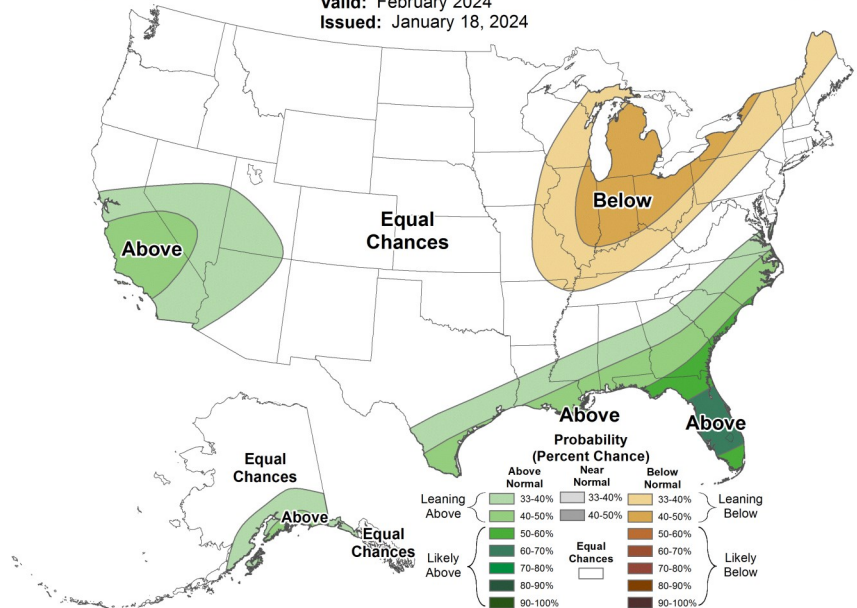 Valid: February 2024
Issued: January 18, 2024
Above
Equal
Chances
Below
Above
Above
Equal
Chances
Above
Equal
Chances
Probability
(Percent Chance)
Above
Normal
Near
Normal
Below
Normal
Leaning
Above
33-40%
33-40%
33-40%
Leaning
Below
40-50%
40-50%
40-50%
Likely
Above
50-60%
50-60%
Likely
Below
60-70%
60-70%
70-80%
70-80%
80-90%
80-90%
90-100%
90-100%
Equal
Chances